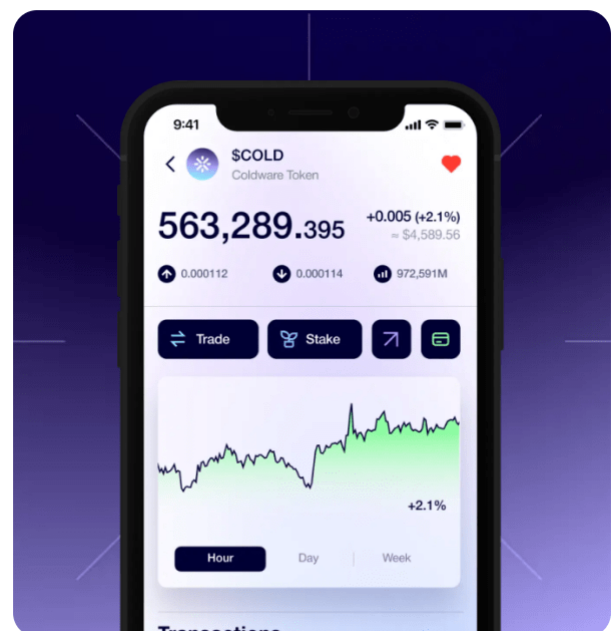 9:41
$COLD
Coldware Token
563,289.395
+0.005 (+2.1%)
≈ $4,589.56
0.000112 0.000114 972,591M
Trade Stake
+2.1%
Hour Day Week
Transactions